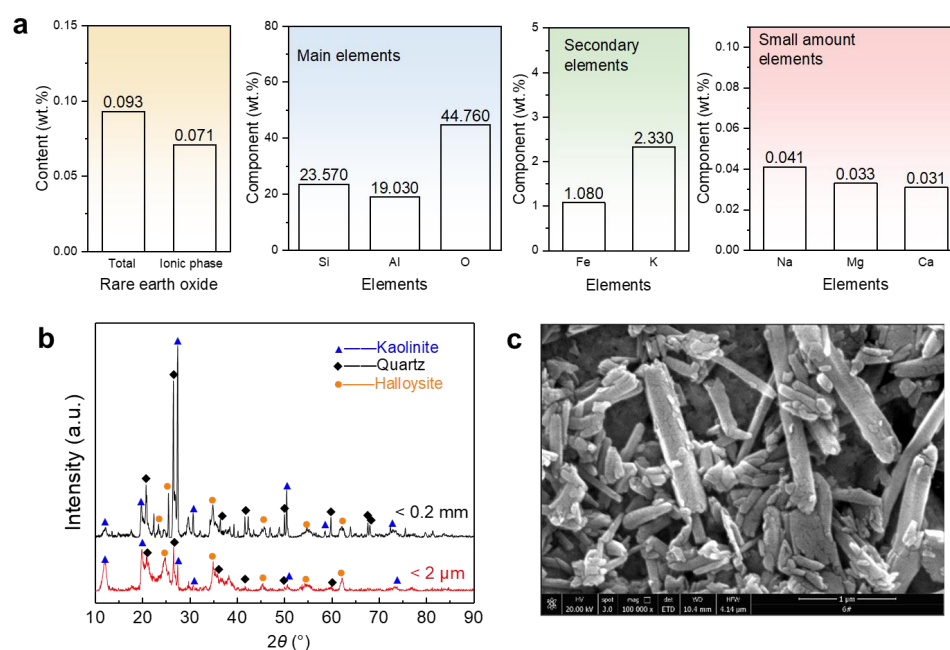 a
0.15
0.10
0.05
0.00
Content (wt.%)
0.093
0.071
Total
Ionic phase
Rare earth oxide
80
60
40
20
0
Component (wt.%)
Main elements
23.570
19.030
44.760
Si
Al
O
Elements
5
4
3
2
1
0
Component (wt.%)
Secondary
elements
1.080
2.330
Fe
K
Elements
0.10
0.08
0.06
0.04
0.02
0.00
Component (wt.%)
Small amount
elements
0.041
0.033
0.031
Na
Mg
Ca
Elements
b
Intensity (a.u.)
Kaolinite
Quartz
Halloysite
< 0.2 mm
< 2 μm
10 20 30 40 50 60 70 80 90
2θ (°)
c
HV spot mag det WD HFW
20.00 kV 3.0 100 000 x ETD 10.4 mm 4.14 μm
1 μm
6#